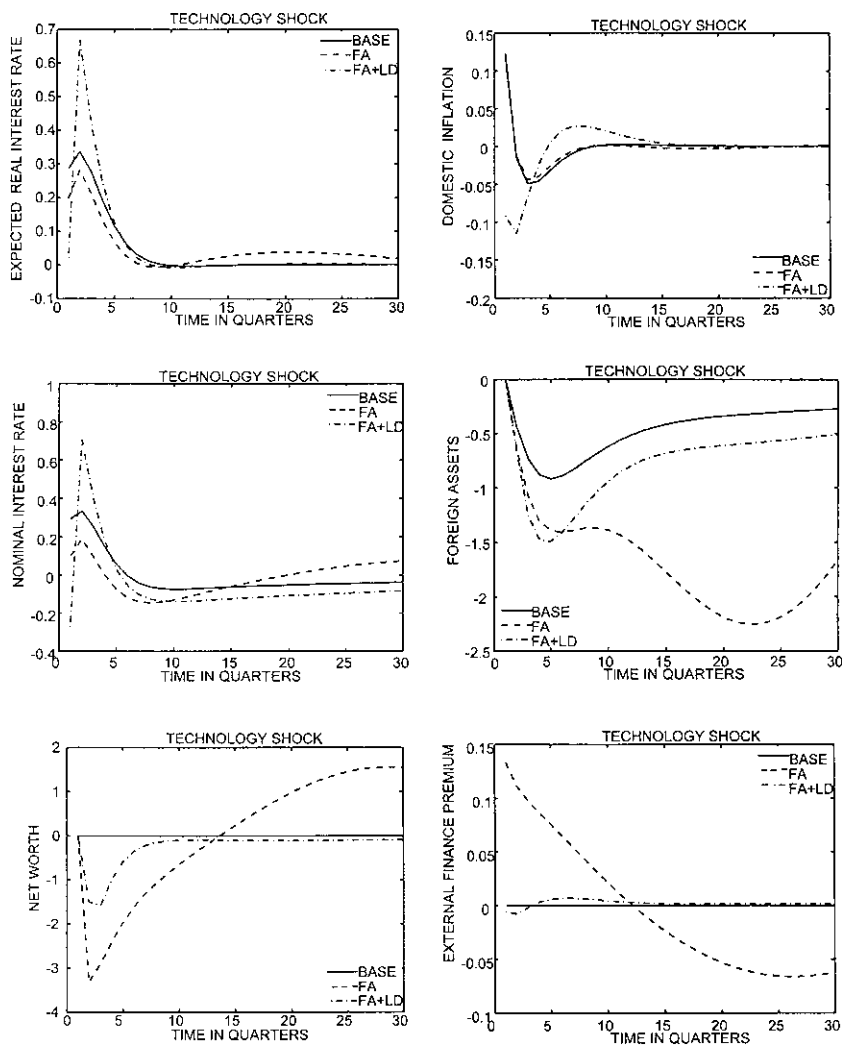 TECHNOLOGY SHOCK
EXPECTED REAL INTEREST RATE
0.7
0.6
0.5
0.4
0.3
0.2
0.1
0
-0.1
BASE
FA
FA+LD
0 5 10 15 20 25 30
TIME IN QUARTERS
TECHNOLOGY SHOCK
DOMESTIC INFLATION
0.15
0.1
0.05
0
-0.05
-0.1
-0.15
-0.2
BASE
FA
FA+LD
0 5 10 15 20 25 30
TIME IN QUARTERS
TECHNOLOGY SHOCK
NOMINAL INTEREST RATE
1
0.8
0.6
0.4
0.2
0
-0.2
-0.4
BASE
FA
FA+LD
0 5 10 15 20 25 30
TIME IN QUARTERS
TECHNOLOGY SHOCK
FOREIGN ASSETS
0
-0.5
-1
-1.5
-2
-2.5
BASE
FA
FA+LD
0 5 10 15 20 25 30
TIME IN QUARTERS
TECHNOLOGY SHOCK
NET WORTH
2
1
0
-1
-2
-3
-4
BASE
FA
FA+LD
0 5 10 15 20 25 30
TIME IN QUARTERS
TECHNOLOGY SHOCK
EXTERNAL FINANCE PREMIUM
0.15
0.1
0.05
0
-0.05
-0.1
BASE
FA
FA+LD
0 5 10 15 20 25 30
TIME IN QUARTERS